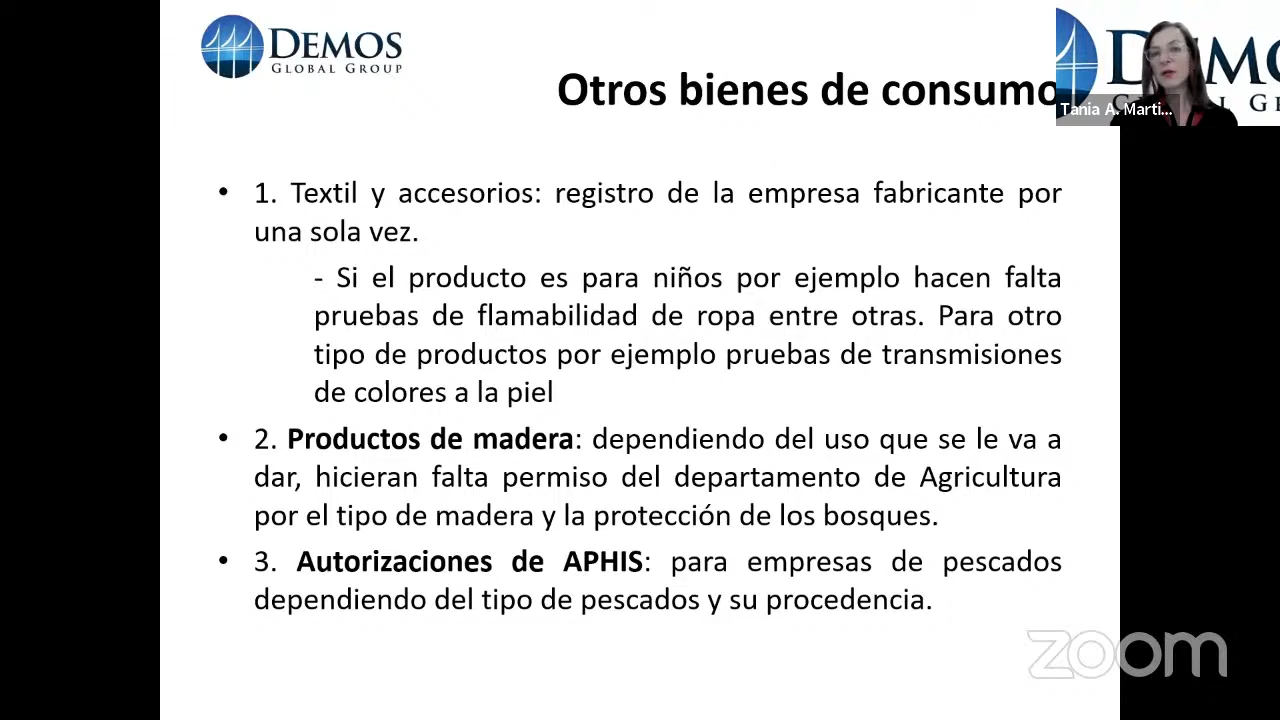 DEMOS
GLOBAL GROUP
Otros bienes de consumo
Tania A. Marti...
• 1. Textil y accesorios: registro de la empresa fabricante por
una sola vez.
- Si el producto es para niños por ejemplo hacen falta
pruebas de flamabilidad de ropa entre otras. Para otro
tipo de productos por ejemplo pruebas de transmisiones
de colores a la piel
• 2. Productos de madera: dependiendo del uso que se le va a
dar, hicieran falta permiso del departamento de Agricultura
por el tipo de madera y la protección de los bosques.
• 3. Autorizaciones de APHIS: para empresas de pescados
dependiendo del tipo de pescados y su procedencia.
zoom